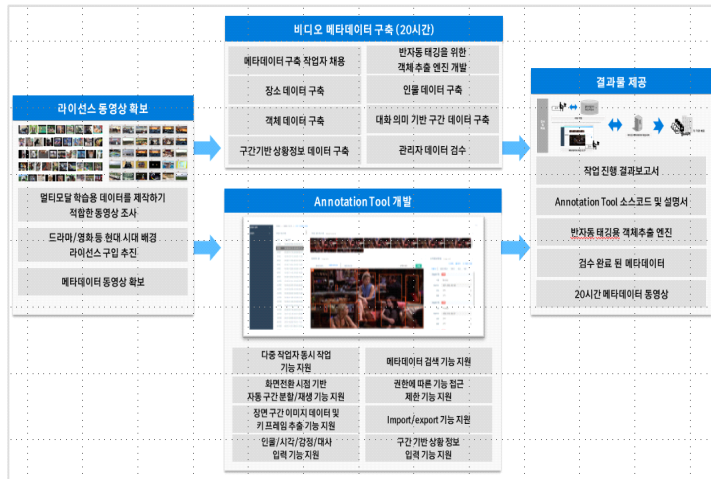 비디오 메타데이터 구축 (20시간)
메타데이터 구축 작업자 채용
반자동 태깅을 위한
객체 추출 엔진 개발
장소 데이터 구축
인물 데이터 구축
객체 데이터 구축
대화 의미 기반 구간 데이터 구축
구간기반 상황정보 데이터 구축
관리자 데이터 검수
라이선스 동영상 확보
멀티모달 학습용 데이터를 제작하기
적합한 동영상 조사
드라마/영화 등 현대 시대 배경
라이선스 구입 추진
메타데이터 동영상 확보
Annotation Tool 개발
다중 작업자 동시 작업
기능 지원
메타데이터 검색 기능 지원
화면전환 시점 기반
자동 구간 분할/재생 기능 지원
권한에 따른 기능 접근
제한 기능 지원
장면 구간 이미지 데이터 및
키 프레임 추출 기능 지원
Import/export 기능 지원
인물/시각/감정/대사
입력 기능 지원
구간 기반 상황 정보
입력 기능 지원
결과물 제공
작업 진행 결과보고서
Annotation Tool 소스코드 및 설명서
반자동 태깅용 객체추출 엔진
검수 완료 된 메타데이터
20시간 메타데이터 동영상